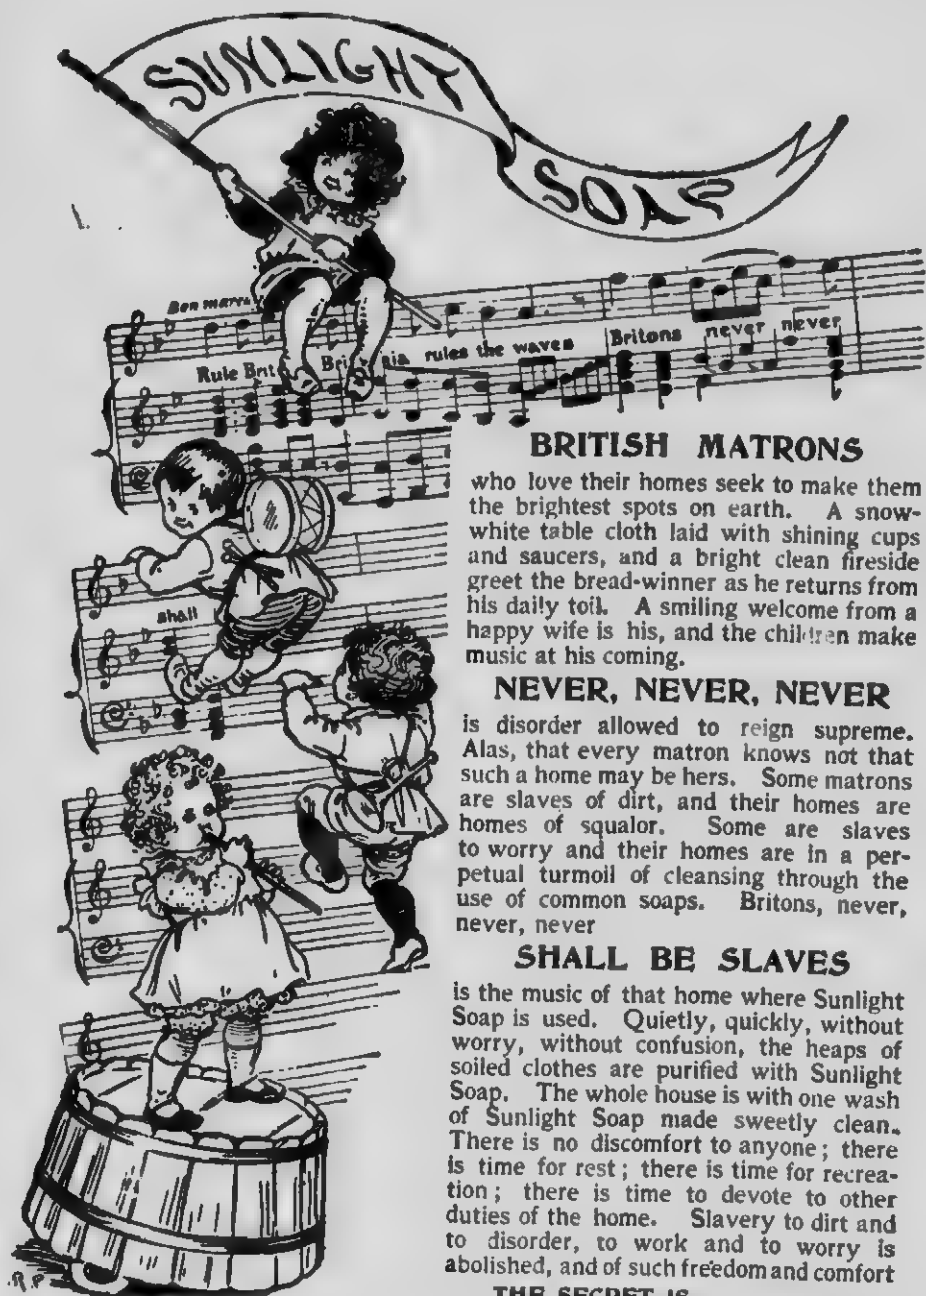 SUNLIGHT
SOAP
Rule Brit Bri ia rules the waves Britons never never
shall
BRITISH MATRONS
who love their homes seek to make them
the brightest spots on earth. A snow-
white table cloth laid with shining cups
and saucers, and a bright clean fireside
greet the bread-winner as he returns from
his daily toil. A smiling welcome from a
happy wife is his, and the children make
music at his coming.
NEVER, NEVER, NEVER
is disorder allowed to reign supreme.
Alas, that every matron knows not that
such a home may be hers. Some matrons
are slaves of dirt, and their homes are
homes of squalor. Some are slaves
to worry and their homes are in a per-
petual turmoil of cleansing through the
use of common soaps. Britons, never,
never, never
SHALL BE SLAVES
is the music of that home where Sunlight
Soap is used. Quietly, quickly, without
worry, without confusion, the heaps of
soiled clothes are purified with Sunlight
Soap. The whole house is with one wash
of Sunlight Soap made sweetly clean.
There is no discomfort to anyone; there
is time for rest; there is time for recrea-
tion; there is time to devote to other
duties of the home. Slavery to dirt and
to disorder, to work and to worry is
abolished, and of such freedom and comfort
THE SECRET IS
R.P